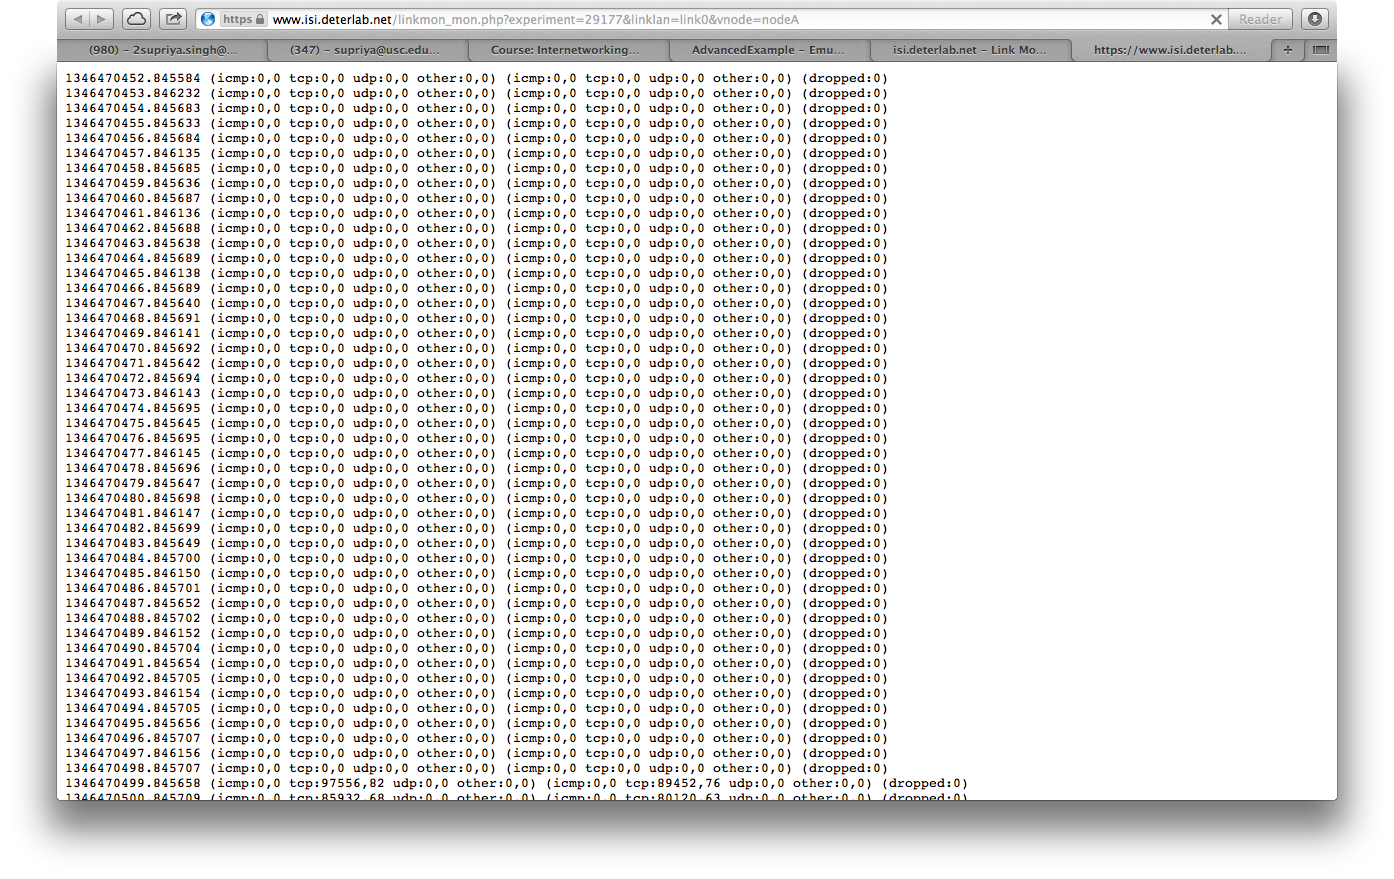 https www.isi.deterlab.net/linkmon_mon.php?experiment=29177&linklan=link0&vnode=nodeA Reader
(980) – 2supriya.singh@... (347) – supriya@usc.edu... Course: Internetworking... AdvancedExample – Emu... isi.deterlab.net – Link Mo... https://www.isi.deterlab....
1346470452.845584 (icmp:0,0 tcp:0,0 udp:0,0 other:0,0) (icmp:0,0 tcp:0,0 udp:0,0 other:0,0) (dropped:0)
1346470453.846232 (icmp:0,0 tcp:0,0 udp:0,0 other:0,0) (icmp:0,0 tcp:0,0 udp:0,0 other:0,0) (dropped:0)
1346470454.845683 (icmp:0,0 tcp:0,0 udp:0,0 other:0,0) (icmp:0,0 tcp:0,0 udp:0,0 other:0,0) (dropped:0)
1346470455.845633 (icmp:0,0 tcp:0,0 udp:0,0 other:0,0) (icmp:0,0 tcp:0,0 udp:0,0 other:0,0) (dropped:0)
1346470456.845684 (icmp:0,0 tcp:0,0 udp:0,0 other:0,0) (icmp:0,0 tcp:0,0 udp:0,0 other:0,0) (dropped:0)
1346470457.846135 (icmp:0,0 tcp:0,0 udp:0,0 other:0,0) (icmp:0,0 tcp:0,0 udp:0,0 other:0,0) (dropped:0)
1346470458.845685 (icmp:0,0 tcp:0,0 udp:0,0 other:0,0) (icmp:0,0 tcp:0,0 udp:0,0 other:0,0) (dropped:0)
1346470459.845636 (icmp:0,0 tcp:0,0 udp:0,0 other:0,0) (icmp:0,0 tcp:0,0 udp:0,0 other:0,0) (dropped:0)
1346470460.845687 (icmp:0,0 tcp:0,0 udp:0,0 other:0,0) (icmp:0,0 tcp:0,0 udp:0,0 other:0,0) (dropped:0)
1346470461.846136 (icmp:0,0 tcp:0,0 udp:0,0 other:0,0) (icmp:0,0 tcp:0,0 udp:0,0 other:0,0) (dropped:0)
1346470462.845688 (icmp:0,0 tcp:0,0 udp:0,0 other:0,0) (icmp:0,0 tcp:0,0 udp:0,0 other:0,0) (dropped:0)
1346470463.845638 (icmp:0,0 tcp:0,0 udp:0,0 other:0,0) (icmp:0,0 tcp:0,0 udp:0,0 other:0,0) (dropped:0)
1346470464.845689 (icmp:0,0 tcp:0,0 udp:0,0 other:0,0) (icmp:0,0 tcp:0,0 udp:0,0 other:0,0) (dropped:0)
1346470465.846138 (icmp:0,0 tcp:0,0 udp:0,0 other:0,0) (icmp:0,0 tcp:0,0 udp:0,0 other:0,0) (dropped:0)
1346470466.845689 (icmp:0,0 tcp:0,0 udp:0,0 other:0,0) (icmp:0,0 tcp:0,0 udp:0,0 other:0,0) (dropped:0)
1346470467.845640 (icmp:0,0 tcp:0,0 udp:0,0 other:0,0) (icmp:0,0 tcp:0,0 udp:0,0 other:0,0) (dropped:0)
1346470468.845691 (icmp:0,0 tcp:0,0 udp:0,0 other:0,0) (icmp:0,0 tcp:0,0 udp:0,0 other:0,0) (dropped:0)
1346470469.846141 (icmp:0,0 tcp:0,0 udp:0,0 other:0,0) (icmp:0,0 tcp:0,0 udp:0,0 other:0,0) (dropped:0)
1346470470.845692 (icmp:0,0 tcp:0,0 udp:0,0 other:0,0) (icmp:0,0 tcp:0,0 udp:0,0 other:0,0) (dropped:0)
1346470471.845642 (icmp:0,0 tcp:0,0 udp:0,0 other:0,0) (icmp:0,0 tcp:0,0 udp:0,0 other:0,0) (dropped:0)
1346470472.845694 (icmp:0,0 tcp:0,0 udp:0,0 other:0,0) (icmp:0,0 tcp:0,0 udp:0,0 other:0,0) (dropped:0)
1346470473.846143 (icmp:0,0 tcp:0,0 udp:0,0 other:0,0) (icmp:0,0 tcp:0,0 udp:0,0 other:0,0) (dropped:0)
1346470474.845695 (icmp:0,0 tcp:0,0 udp:0,0 other:0,0) (icmp:0,0 tcp:0,0 udp:0,0 other:0,0) (dropped:0)
1346470475.845645 (icmp:0,0 tcp:0,0 udp:0,0 other:0,0) (icmp:0,0 tcp:0,0 udp:0,0 other:0,0) (dropped:0)
1346470476.845695 (icmp:0,0 tcp:0,0 udp:0,0 other:0,0) (icmp:0,0 tcp:0,0 udp:0,0 other:0,0) (dropped:0)
1346470477.846145 (icmp:0,0 tcp:0,0 udp:0,0 other:0,0) (icmp:0,0 tcp:0,0 udp:0,0 other:0,0) (dropped:0)
1346470478.845696 (icmp:0,0 tcp:0,0 udp:0,0 other:0,0) (icmp:0,0 tcp:0,0 udp:0,0 other:0,0) (dropped:0)
1346470479.845647 (icmp:0,0 tcp:0,0 udp:0,0 other:0,0) (icmp:0,0 tcp:0,0 udp:0,0 other:0,0) (dropped:0)
1346470480.845698 (icmp:0,0 tcp:0,0 udp:0,0 other:0,0) (icmp:0,0 tcp:0,0 udp:0,0 other:0,0) (dropped:0)
1346470481.846147 (icmp:0,0 tcp:0,0 udp:0,0 other:0,0) (icmp:0,0 tcp:0,0 udp:0,0 other:0,0) (dropped:0)
1346470482.845699 (icmp:0,0 tcp:0,0 udp:0,0 other:0,0) (icmp:0,0 tcp:0,0 udp:0,0 other:0,0) (dropped:0)
1346470483.845649 (icmp:0,0 tcp:0,0 udp:0,0 other:0,0) (icmp:0,0 tcp:0,0 udp:0,0 other:0,0) (dropped:0)
1346470484.845700 (icmp:0,0 tcp:0,0 udp:0,0 other:0,0) (icmp:0,0 tcp:0,0 udp:0,0 other:0,0) (dropped:0)
1346470485.846150 (icmp:0,0 tcp:0,0 udp:0,0 other:0,0) (icmp:0,0 tcp:0,0 udp:0,0 other:0,0) (dropped:0)
1346470486.845701 (icmp:0,0 tcp:0,0 udp:0,0 other:0,0) (icmp:0,0 tcp:0,0 udp:0,0 other:0,0) (dropped:0)
1346470487.845652 (icmp:0,0 tcp:0,0 udp:0,0 other:0,0) (icmp:0,0 tcp:0,0 udp:0,0 other:0,0) (dropped:0)
1346470488.845702 (icmp:0,0 tcp:0,0 udp:0,0 other:0,0) (icmp:0,0 tcp:0,0 udp:0,0 other:0,0) (dropped:0)
1346470489.846152 (icmp:0,0 tcp:0,0 udp:0,0 other:0,0) (icmp:0,0 tcp:0,0 udp:0,0 other:0,0) (dropped:0)
1346470490.845704 (icmp:0,0 tcp:0,0 udp:0,0 other:0,0) (icmp:0,0 tcp:0,0 udp:0,0 other:0,0) (dropped:0)
1346470491.845654 (icmp:0,0 tcp:0,0 udp:0,0 other:0,0) (icmp:0,0 tcp:0,0 udp:0,0 other:0,0) (dropped:0)
1346470492.845705 (icmp:0,0 tcp:0,0 udp:0,0 other:0,0) (icmp:0,0 tcp:0,0 udp:0,0 other:0,0) (dropped:0)
1346470493.846154 (icmp:0,0 tcp:0,0 udp:0,0 other:0,0) (icmp:0,0 tcp:0,0 udp:0,0 other:0,0) (dropped:0)
1346470494.845705 (icmp:0,0 tcp:0,0 udp:0,0 other:0,0) (icmp:0,0 tcp:0,0 udp:0,0 other:0,0) (dropped:0)
1346470495.845656 (icmp:0,0 tcp:0,0 udp:0,0 other:0,0) (icmp:0,0 tcp:0,0 udp:0,0 other:0,0) (dropped:0)
1346470496.845707 (icmp:0,0 tcp:0,0 udp:0,0 other:0,0) (icmp:0,0 tcp:0,0 udp:0,0 other:0,0) (dropped:0)
1346470497.846156 (icmp:0,0 tcp:0,0 udp:0,0 other:0,0) (icmp:0,0 tcp:0,0 udp:0,0 other:0,0) (dropped:0)
1346470498.845707 (icmp:0,0 tcp:0,0 udp:0,0 other:0,0) (icmp:0,0 tcp:0,0 udp:0,0 other:0,0) (dropped:0)
1346470499.845658 (icmp:0,0 tcp:97556,82 udp:0,0 other:0,0) (icmp:0,0 tcp:89452,76 udp:0,0 other:0,0) (dropped:0)
1346470500.845709 (icmp:0,0 tcp:85932,68 udp:0,0 other:0,0) (icmp:0,0 tcp:80120,63 udp:0,0 other:0,0) (dropped:0)